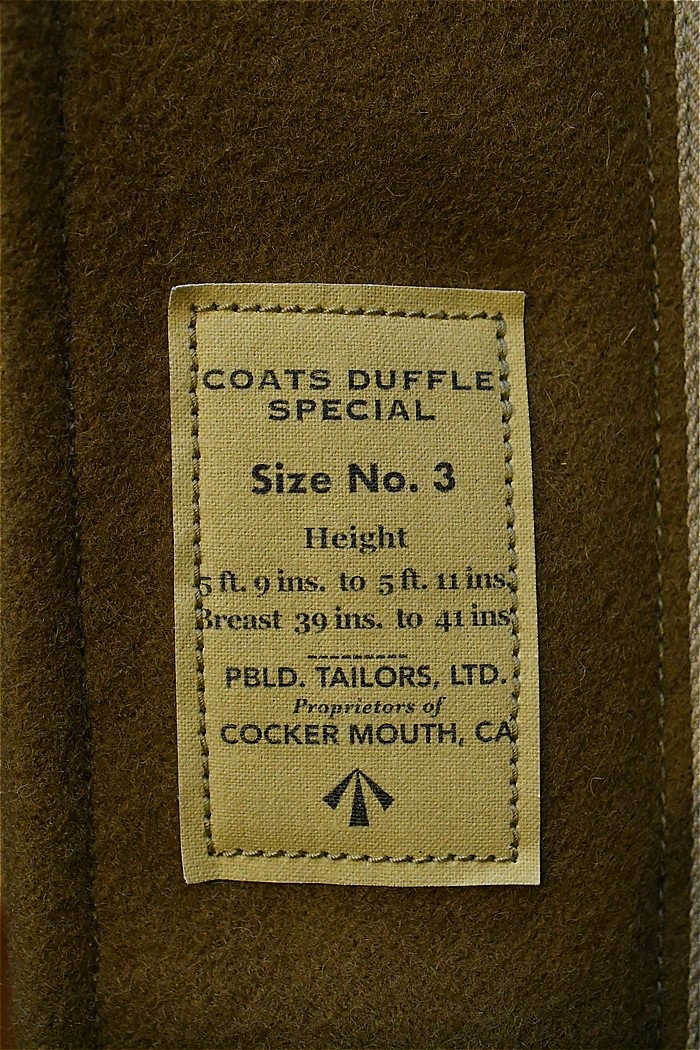 COATS DUFFLE
SPECIAL
Size No. 3
Height
5 ft. 9 ins. to 5 ft. 11 ins.
Breast 39 ins. to 41 ins
PBLD. TAILORS, LTD.
Proprietors of
COCKER MOUTH, CA